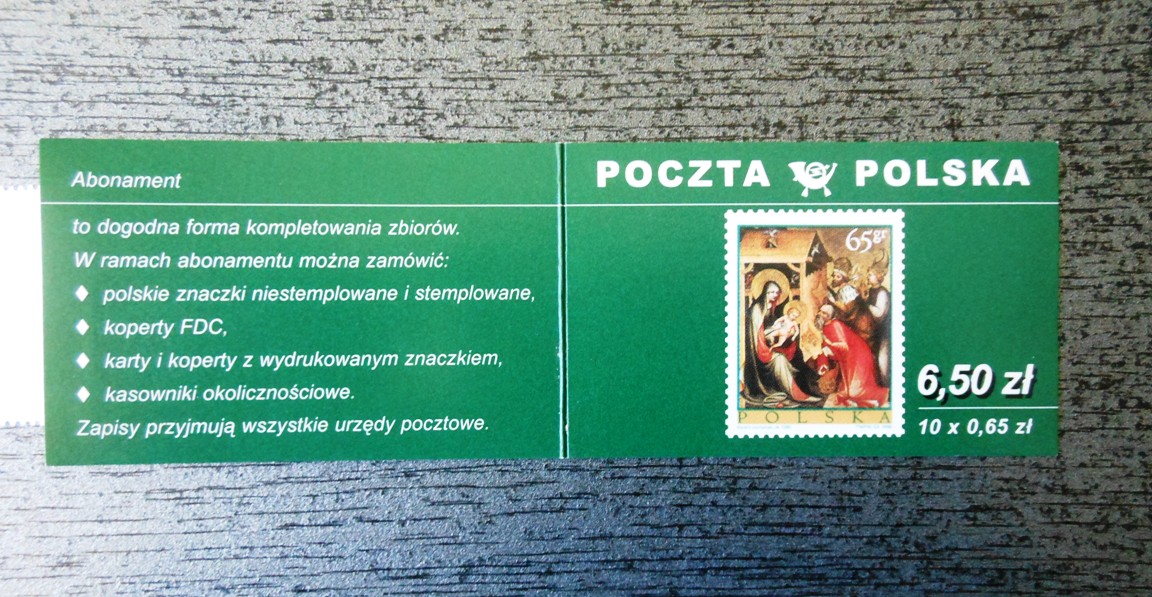 Abonament
to dogodna forma kompletowania zbiorów.
W ramach abonamentu można zamówić:
♦ polskie znaczki niestemplowane i stemplowane,
♦ koperty FDC,
♦ karty i koperty z wydrukowanym znaczkiem,
♦ kasowniki okolicznościowe.
Zapisy przyjmują wszystkie urzędy pocztowe.
POCZTA POLSKA
65gr
POLSKA
6,50 zł
10 x 0,65 zł